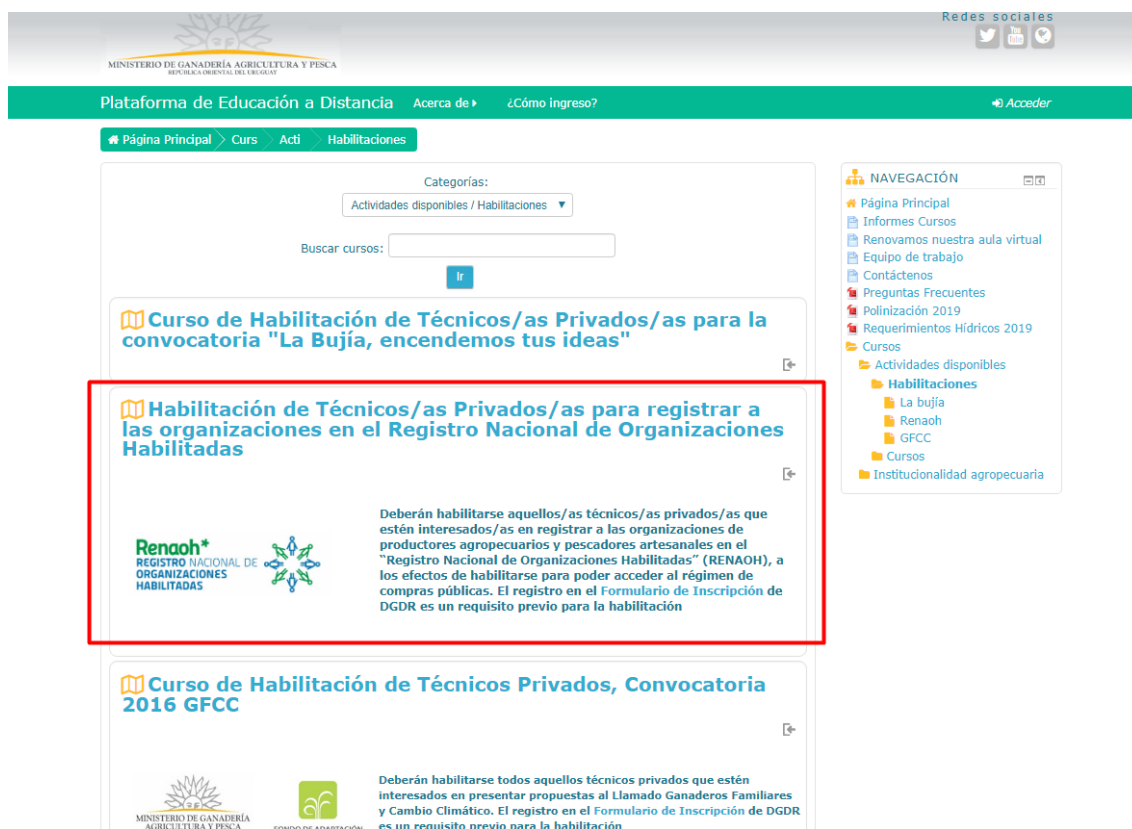 Redes sociales
You
Tube
MINISTERIO DE GANADERÍA AGRICULTURA Y PESCA
REPÚBLICA ORIENTAL DEL URUGUAY
Plataforma de Educación a Distancia Acerca de ¿Cómo ingreso? Acceder
Página Principal Curs Acti Habilitaciones
Categorías:
Actividades disponibles / Habilitaciones
Buscar cursos:
Ir
Curso de Habilitación de Técnicos/as Privados/as para la
convocatoria "La Bujía, encendemos tus ideas"
Habilitación de Técnicos/as Privados/as para registrar a
las organizaciones en el Registro Nacional de Organizaciones
Habilitadas
Renaoh*
REGISTRO NACIONAL DE
ORGANIZACIONES
HABILITADAS
Deberán habilitarse aquellos/as técnicos/as privados/as que
estén interesados/as en registrar a las organizaciones de
productores agropecuarios y pescadores artesanales en el
"Registro Nacional de Organizaciones Habilitadas" (RENAOH), a
los efectos de habilitarse para poder acceder al régimen de
compras públicas. El registro en el Formulario de Inscripción de
DGDR es un requisito previo para la habilitación
Curso de Habilitación de Técnicos Privados, Convocatoria
2016 GFCC
MINISTERIO DE GANADERÍA
AGRICULTURA Y PESCA
FONDO DE ADAPTACIÓN
Deberán habilitarse todos aquellos técnicos privados que estén
interesados en presentar propuestas al Llamado Ganaderos Familiares
y Cambio Climático. El registro en el Formulario de Inscripción de DGDR
es un requisito previo para la habilitación
NAVEGACIÓN
Página Principal
Informes Cursos
Renovamos nuestra aula virtual
Equipo de trabajo
Contáctenos
Preguntas Frecuentes
Polinización 2019
Requerimientos Hídricos 2019
Cursos
Actividades disponibles
Habilitaciones
La bujía
Renaoh
GFCC
Cursos
Institucionalidad agropecuaria